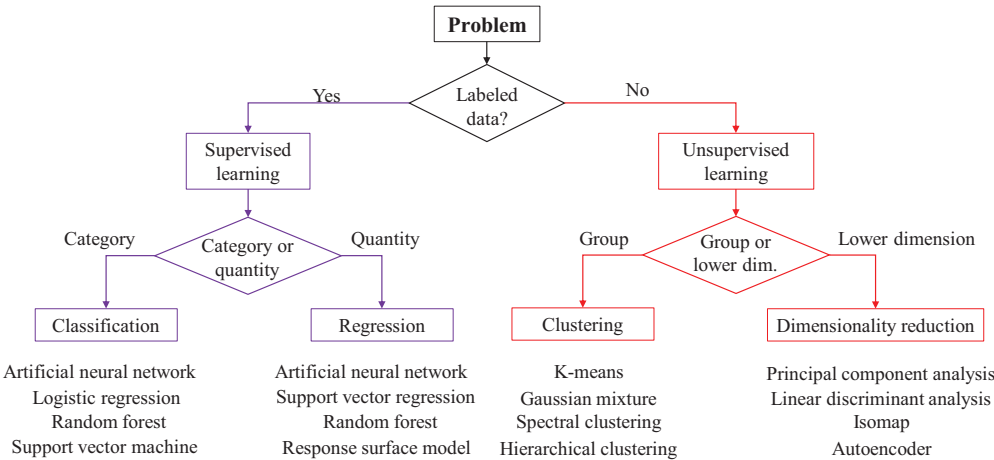 Problem
Labeled
data?
Yes
No
Supervised
learning
Unsupervised
learning
Category
Category or
quantity
Quantity
Group
Group or
lower dim.
Lower dimension
Classification
Regression
Clustering
Dimensionality reduction
Artificial neural network
Logistic regression
Random forest
Support vector machine
Artificial neural network
Support vector regression
Random forest
Response surface model
K-means
Gaussian mixture
Spectral clustering
Hierarchical clustering
Principal component analysis
Linear discriminant analysis
Isomap
Autoencoder